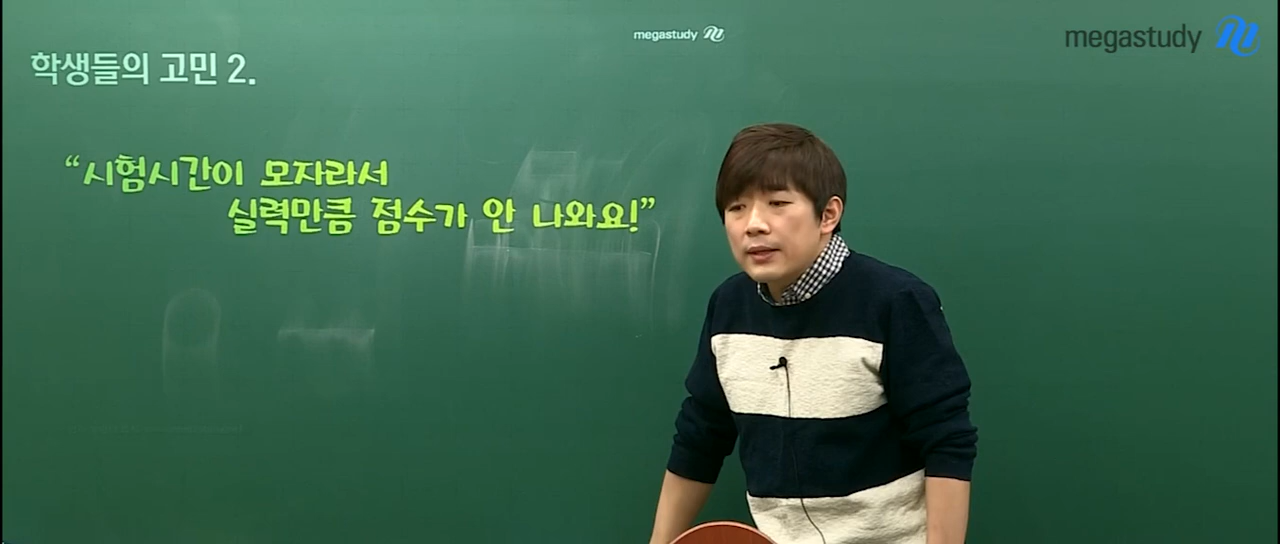 megastudy
megastudy
학생들의 고민 2.
“시험시간이 모자라서
실력만큼 점수가 안 나와요!”